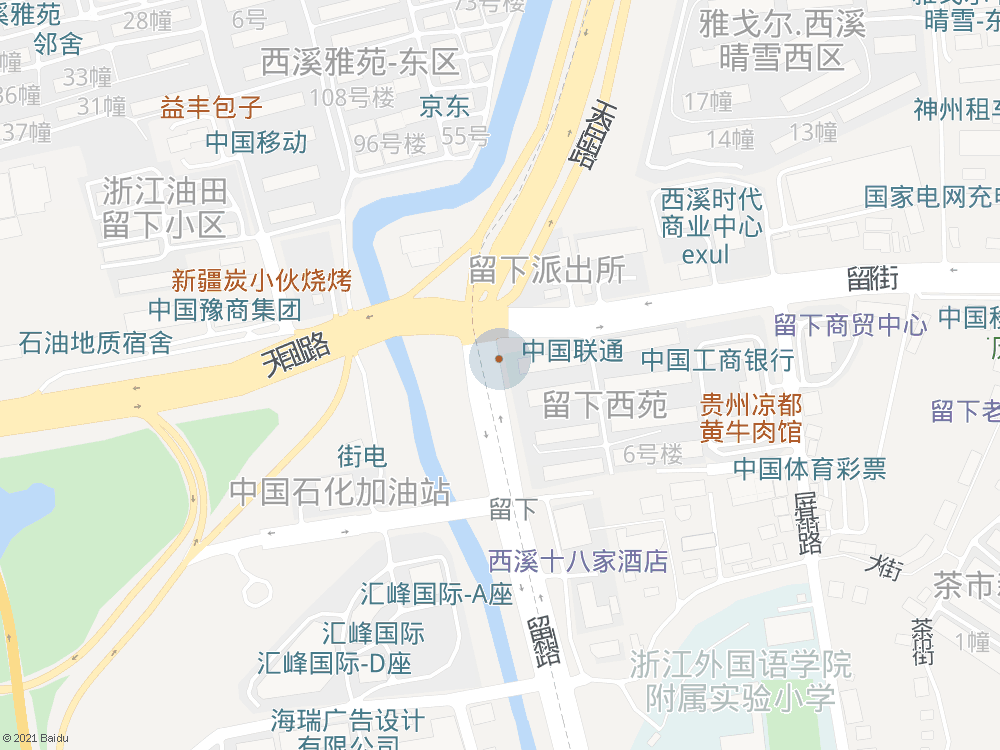 溪雅苑
28幢
6号
73号楼
雅戈尔.西溪
晴雪西区
晴雪-东
邻舍
西溪雅苑-东区
33幢
36幢
31幢
37幢
益丰包子
108号楼
京东
中国移动
96号楼
55号
天目山路
17幢
14幢
13幢
神州租车
浙江油田
留下小区
西溪时代
商业中心
exul
国家电网充电
留下派出所
留下街
新疆炭小伙烧烤
中国豫商集团
石油地质宿舍
天目山路
留下商贸中心
中国移
中国联通
中国工商银行
留下西苑
贵州凉都
黄牛肉馆
留下老
6号楼
中国体育彩票
街电
中国石化加油站
留下
西溪十八家酒店
大街
茶市
1幢
茶市街
汇峰国际-A座
汇峰国际
汇峰国际-D座
留和路
浙江外国语学院
附属实验小学
海瑞广告设计
有限公司
© 2021 Baidu